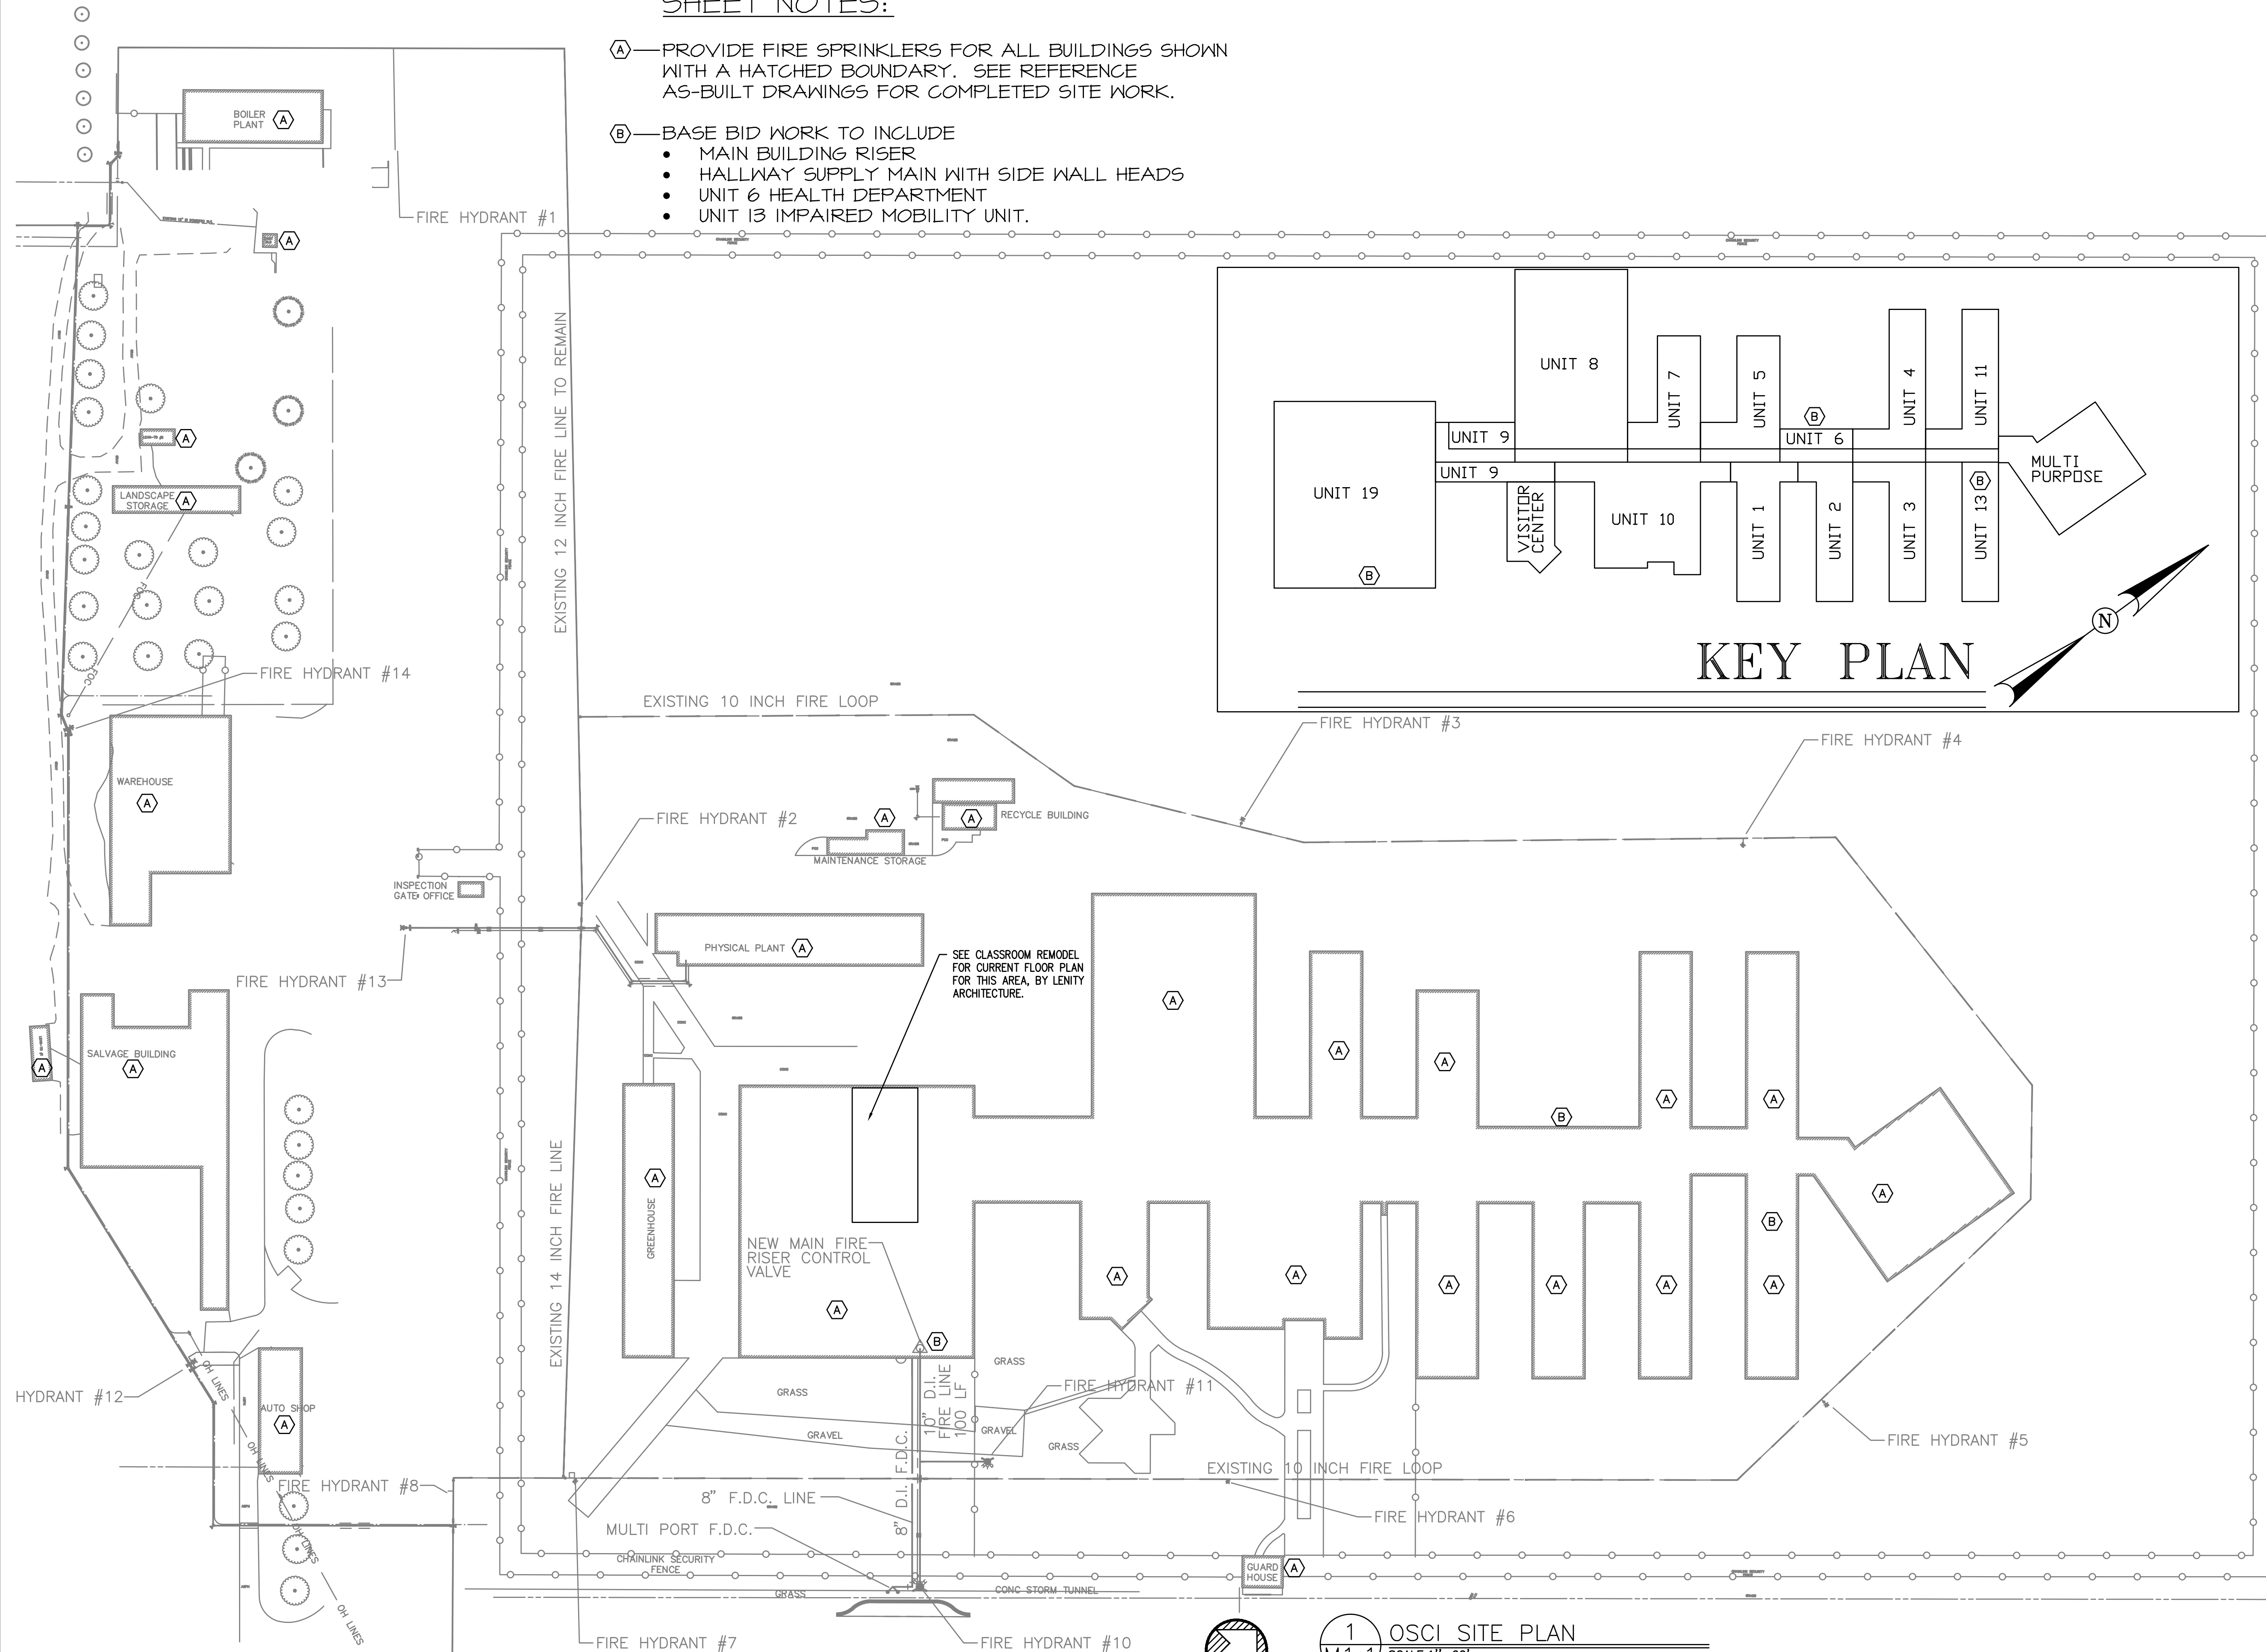 SHEET NOTES:
A PROVIDE FIRE SPRINKLERS FOR ALL BUILDINGS SHOWN
WITH A HATCHED BOUNDARY. SEE REFERENCE
AS-BUILT DRAWINGS FOR COMPLETED SITE WORK.
B BASE BID WORK TO INCLUDE
• MAIN BUILDING RISER
• HALLWAY SUPPLY MAIN WITH SIDE WALL HEADS
• UNIT 6 HEALTH DEPARTMENT
• UNIT 13 IMPAIRED MOBILITY UNIT.
BOILER
PLANT
A
FIRE HYDRANT #1
A
CHAINLINK SECURITY
FENCE
CHAINLINK SECURITY
FENCE
EXISTING 12 INCH FIRE LINE TO REMAIN
A
LANDSCAPE
STORAGE
A
FOC
FOC
FIRE HYDRANT #14
UNIT 8
UNIT 7
UNIT 5
UNIT 4
UNIT 11
B
UNIT 9
UNIT 6
UNIT 9
MULTI
PURPOSE
UNIT 19
B
VISITOR
CENTER
UNIT 10
UNIT 1
UNIT 2
UNIT 3
UNIT 13
B
N
KEY PLAN
EXISTING 10 INCH FIRE LOOP
FIRE HYDRANT #3
FIRE HYDRANT #4
WAREHOUSE
A
FIRE HYDRANT #2
A
A
RECYCLE BUILDING
MAINTENANCE STORAGE
INSPECTION
GATE OFFICE
PHYSICAL PLANT
A
FIRE HYDRANT #13
SEE CLASSROOM REMODEL
FOR CURRENT FLOOR PLAN
FOR THIS AREA, BY LENITY
ARCHITECTURE.
A
A
A
A
A
B
SALVAGE BUILDING
A
A
EXISTING 14 INCH FIRE LINE
A
GREENHOUSE
A
B
NEW MAIN FIRE
RISER CONTROL
VALVE
A
A
A
A
A
A
A
B
OH LINES
HYDRANT #12
AUTO SHOP
A
OH LINES
GRASS
GRASS
10" D.I.
FIRE LINE
100 LF
FIRE HYDRANT #11
GRAVEL
GRAVEL
GRASS
FIRE HYDRANT #5
EXISTING 10 INCH FIRE LOOP
FIRE HYDRANT #8
8" F.D.C. LINE
8" D.I. F.D.C.
FIRE HYDRANT #6
MULTI PORT F.D.C.
OH LINES
CHAINLINK SECURITY
FENCE
GUARD
HOUSE
A
GRASS
CONC STORM TUNNEL
OH LINES
FIRE HYDRANT #7
FIRE HYDRANT #10
1
OSCI SITE PLAN